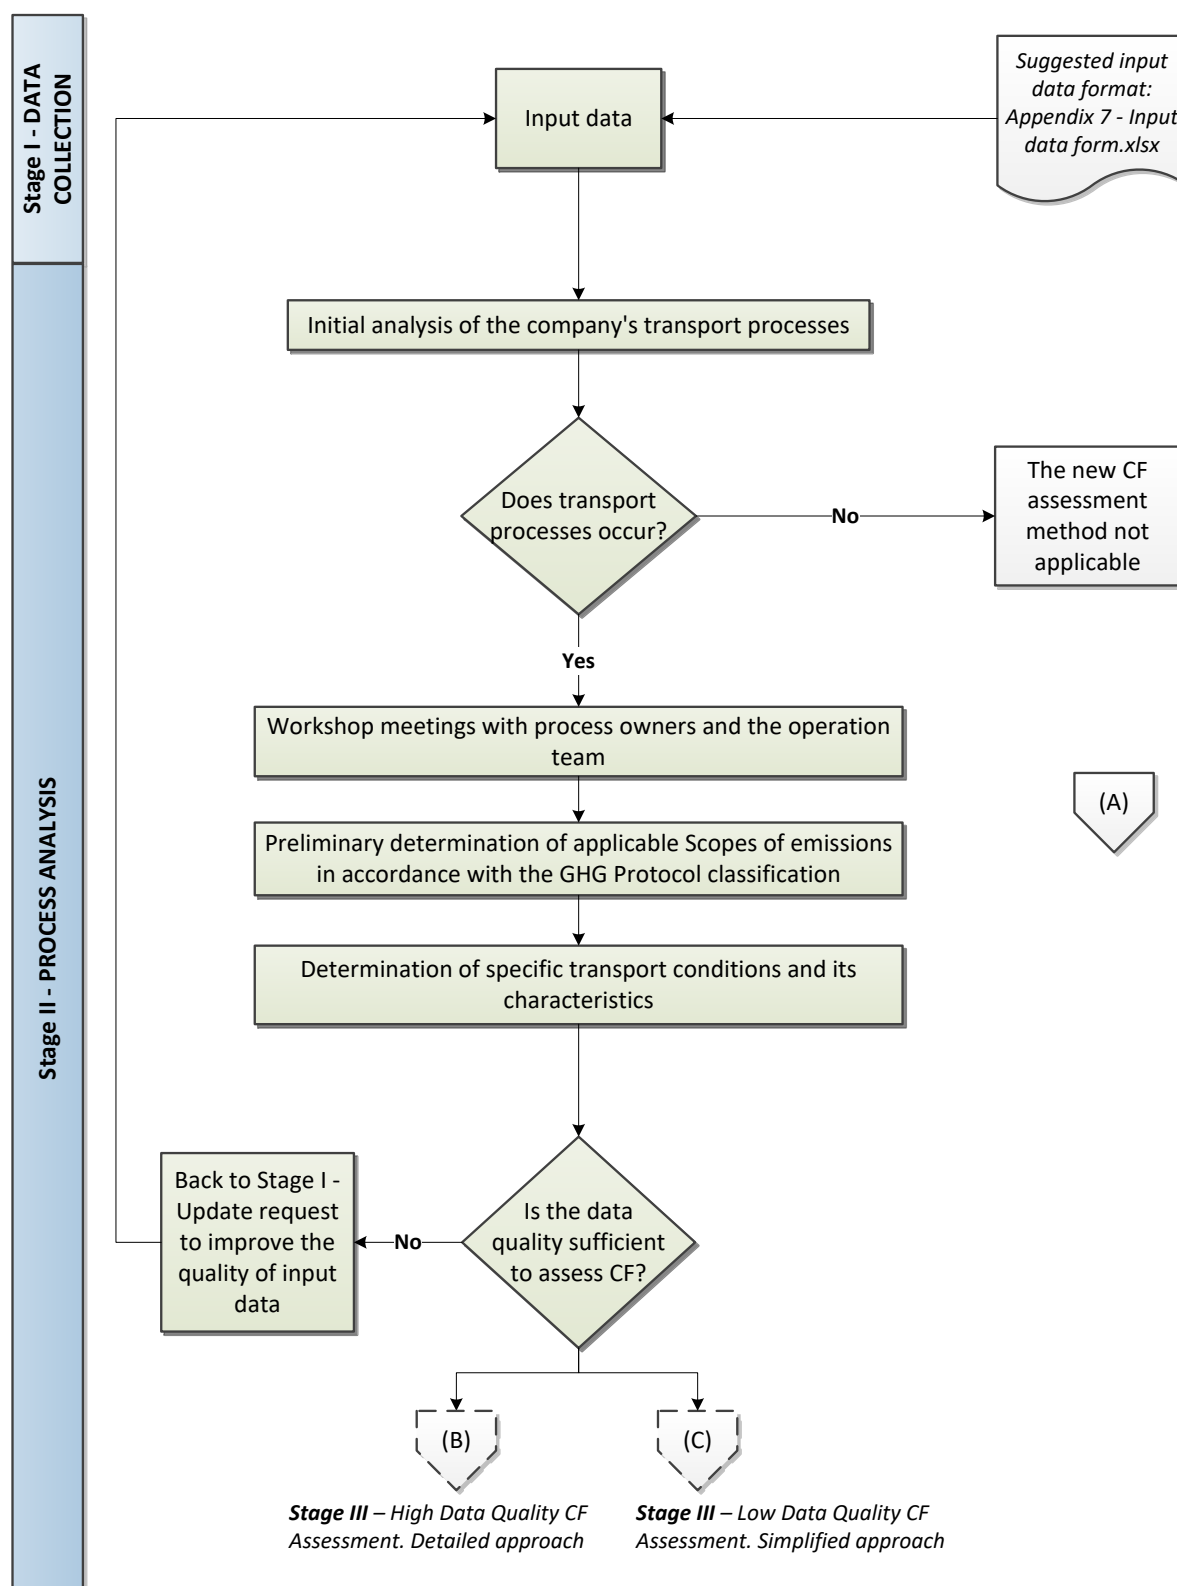 Stage I - DATA
COLLECTION
Input data
Suggested input
data format:
Appendix 7 - Input
data form.xlsx
Initial analysis of the company's transport processes
Does transport
processes occur?
No
The new CF
assessment
method not
applicable
Yes
Workshop meetings with process owners and the operation
team
(A)
Preliminary determination of applicable Scopes of emissions
in accordance with the GHG Protocol classification
Determination of specific transport conditions and its
characteristics
Stage II - PROCESS ANALYSIS
Back to Stage I -
Update request
to improve the
quality of input
data
No
Is the data
quality sufficient
to assess CF?
(B)
(C)
Stage III – High Data Quality CF
Assessment. Detailed approach
Stage III – Low Data Quality CF
Assessment. Simplified approach